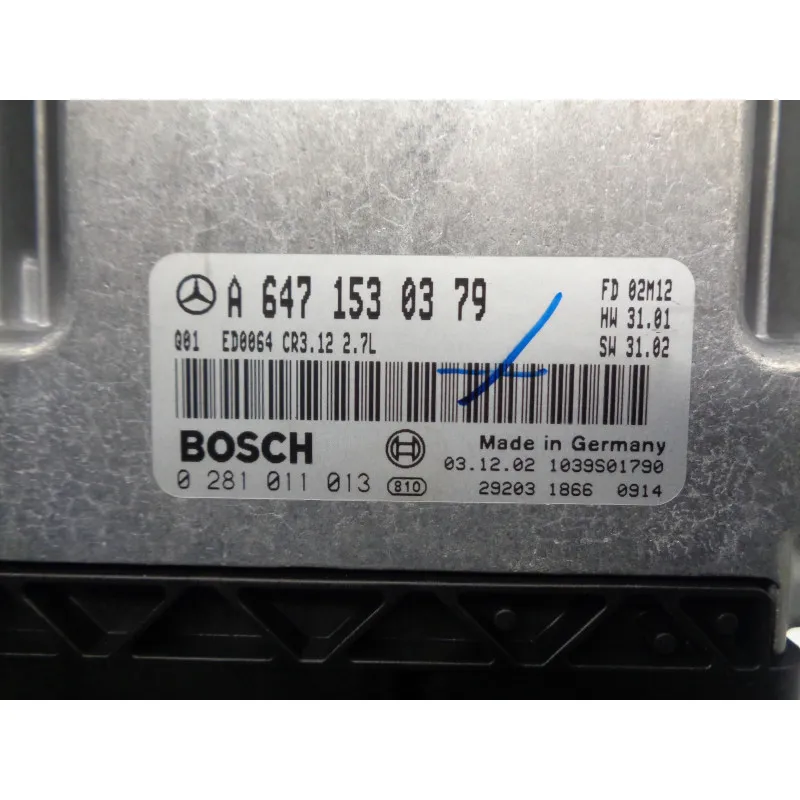 A 647 153 03 79
FD 02M12
HW 31.01
SW 31.02
Q01 ED0064 CR3.12 2.7L
BOSCH
Made in Germany
03.12.02 1039S01790
0 281 011 013 810
29203 1866 0914